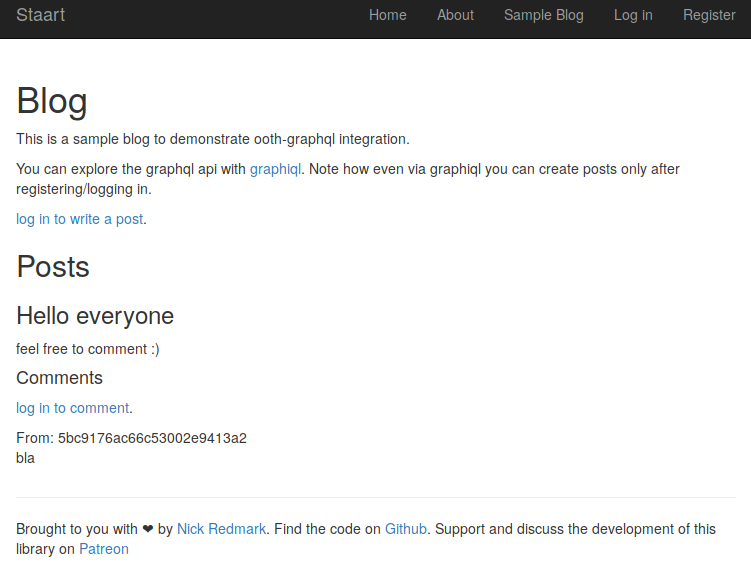 Staart Home About Sample Blog Log in Register
Blog
This is a sample blog to demonstrate ooth-graphql integration.
You can explore the graphql api with graphiql. Note how even via graphiql you can create posts only after
registering/logging in.
log in to write a post.
Posts
Hello everyone
feel free to comment :)
Comments
log in to comment.
From: 5bc9176ac66c53002e9413a2
bla
Brought to you with ❤ by Nick Redmark. Find the code on Github. Support and discuss the development of this
library on Patreon